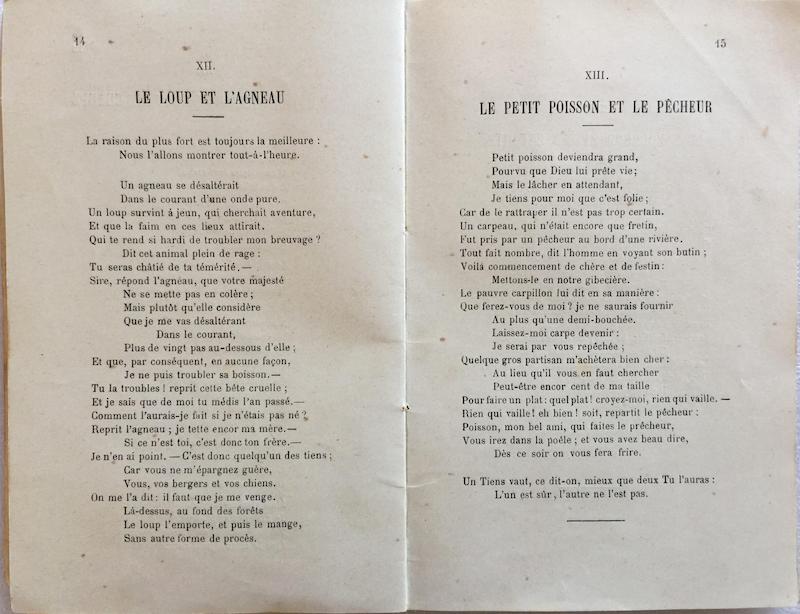 14
XII.
LE LOUP ET L'AGNEAU
La raison du plus fort est toujours la meilleure :
Nous l'allons montrer tout-à-l'heure.
Un agneau se désaltérait
Dans le courant d'une onde pure.
Un loup survint à jeun, qui cherchait aventure,
Et que la faim en ces lieux attirait.
Qui te rend si hardi de troubler mon breuvage ?
Dit cet animal plein de rage :
Tu seras châtié de ta témérité. —
Sire, répond l'agneau, que votre majesté
Ne se mette pas en colère ;
Mais plutôt qu'elle considère
Que je me vas désaltérant
Dans le courant,
Plus de vingt pas au-dessous d'elle ;
Et que, par conséquent, en aucune façon,
Je ne puis troubler sa boisson. —
Tu la troubles ! reprit cette bête cruelle ;
Et je sais que de moi tu médis l'an passé. —
Comment l'aurais-je fait si je n'étais pas né ?
Reprit l'agneau ; je tette encor ma mère. —
Si ce n'est toi, c'est donc ton frère. —
Je n'en ai point. — C'est donc quelqu'un des tiens ;
Car vous ne m'épargnez guère,
Vous, vos bergers et vos chiens.
On me l'a dit : il faut que je me venge.
Là-dessus, au fond des forêts
Le loup l'emporte, et puis le mange,
Sans autre forme de procès.
15
XIII.
LE PETIT POISSON ET LE PÊCHEUR
Petit poisson deviendra grand,
Pourvu que Dieu lui prête vie ;
Mais le lâcher en attendant,
Je tiens pour moi que c'est folie ;
Car de le rattraper il n'est pas trop certain.
Un carpeau, qui n'était encore que fretin,
Fut pris par un pêcheur au bord d'une rivière.
Tout fait nombre, dit l'homme en voyant son butin ;
Voilà commencement de chère et de festin :
Mettons-le en notre gibecière.
Le pauvre carpillon lui dit en sa manière :
Que ferez-vous de moi ? je ne saurais fournir
Au plus qu'une demi-bouchée.
Laissez-moi carpe devenir :
Je serai par vous repêchée ;
Quelque gros partisan m'achètera bien cher :
Au lieu qu'il vous en faut chercher
Peut-être encor cent de ma taille
Pour faire un plat : quel plat ! croyez-moi, rien qui vaille. —
Rien qui vaille ! eh bien ! soit, repartit le pêcheur :
Poisson, mon bel ami, qui faites le prêcheur,
Vous irez dans la poêle ; et vous avez beau dire,
Dès ce soir on vous fera frire.
Un Tiens vaut, ce dit-on, mieux que deux Tu l'auras :
L'un est sûr, l'autre ne l'est pas.